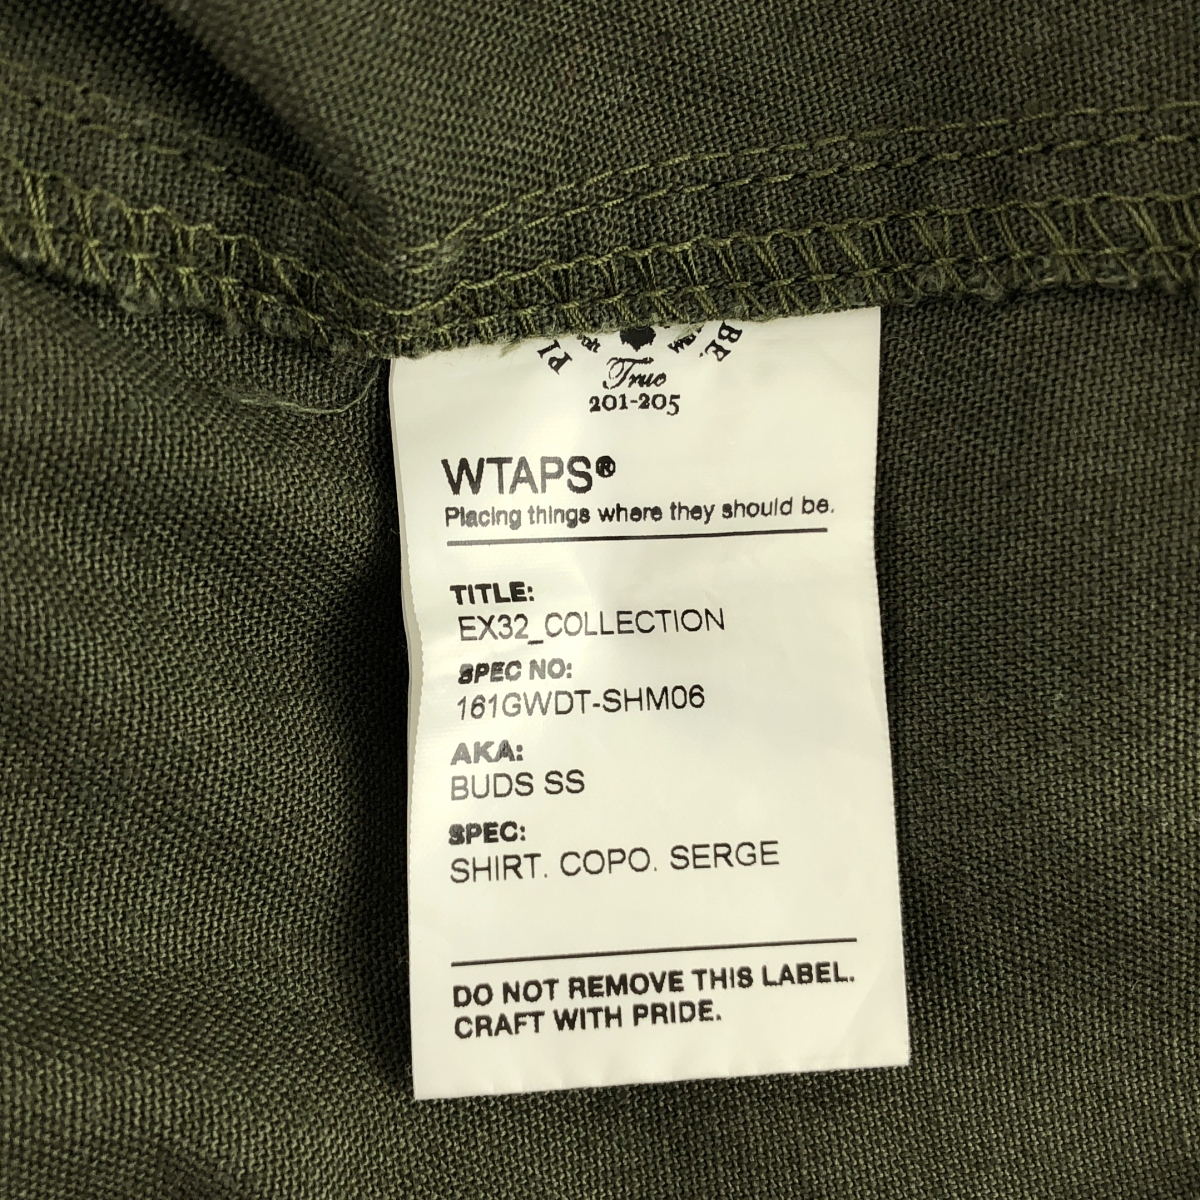 True
201-205
WTAPS®
Placing things where they should be.
TITLE:
EX32_COLLECTION
SPEC NO:
161GWDT-SHM06
AKA:
BUDS SS
SPEC:
SHIRT. COPO. SERGE
DO NOT REMOVE THIS LABEL.
CRAFT WITH PRIDE.